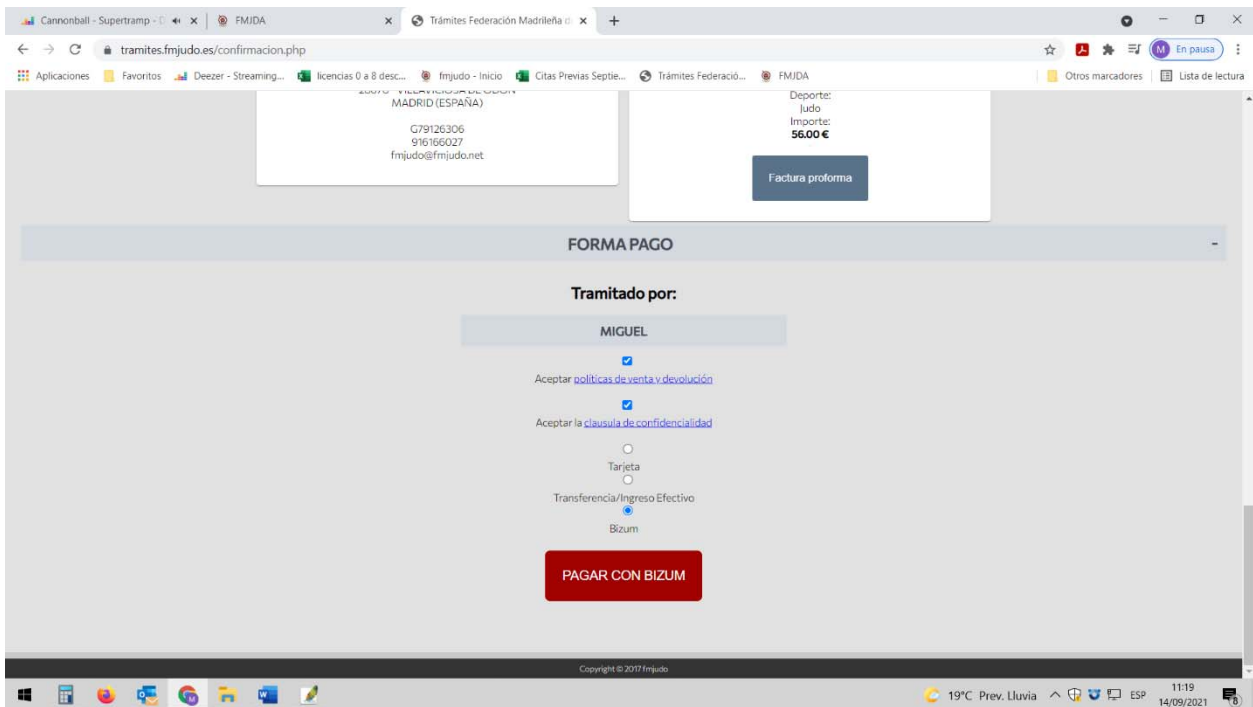 Cannonball - Supertramp - D
FMJDA
Trámites Federación Madrileña d
tramites.fmjudo.es/confirmacion.php
M
En pausa
Aplicaciones
Favoritos
Deezer - Streaming...
licencias 0 a 8 desc...
fmjudo - Inicio
Citas Previas Septie...
Trámites Federació...
FMJDA
Otros marcadores
Lista de lectura
MADRID (ESPAÑA)
G79126306
916166027
fmjudo@fmjudo.net
Deporte:
Judo
Importe:
56.00 €
Factura proforma
FORMA PAGO
-
Tramitado por:
MIGUEL
Aceptar políticas de venta y devolución
Aceptar la clausula de confidencialidad
Tarjeta
Transferencia/Ingreso Efectivo
Bizum
PAGAR CON BIZUM
Copyright © 2017 fmjudo
19°C Prev. Lluvia
ESP
11:19
14/09/2021
8